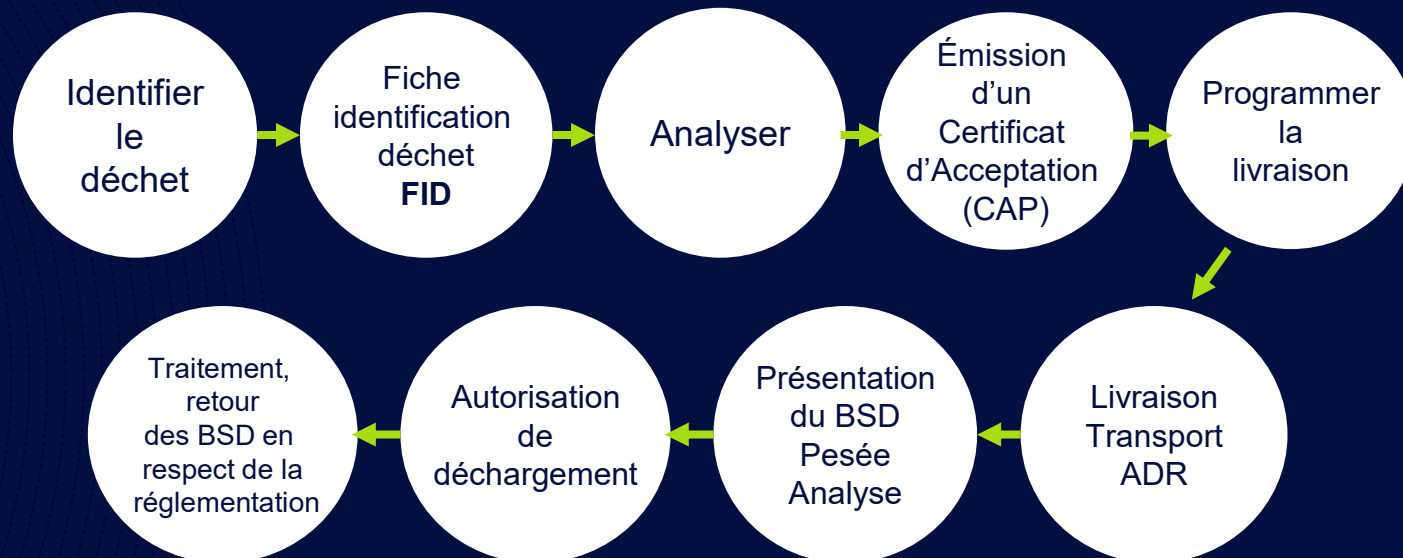 Identifier
le
déchet
Fiche
identification
déchet
FID
Analyser
Émission
d’un
Certificat
d’Acceptation
(CAP)
Programmer
la
livraison
Livraison
Transport
ADR
Présentation
du BSD
Pesée
Analyse
Autorisation
de
déchargement
Traitement,
retour
des BSD en
respect de la
réglementation